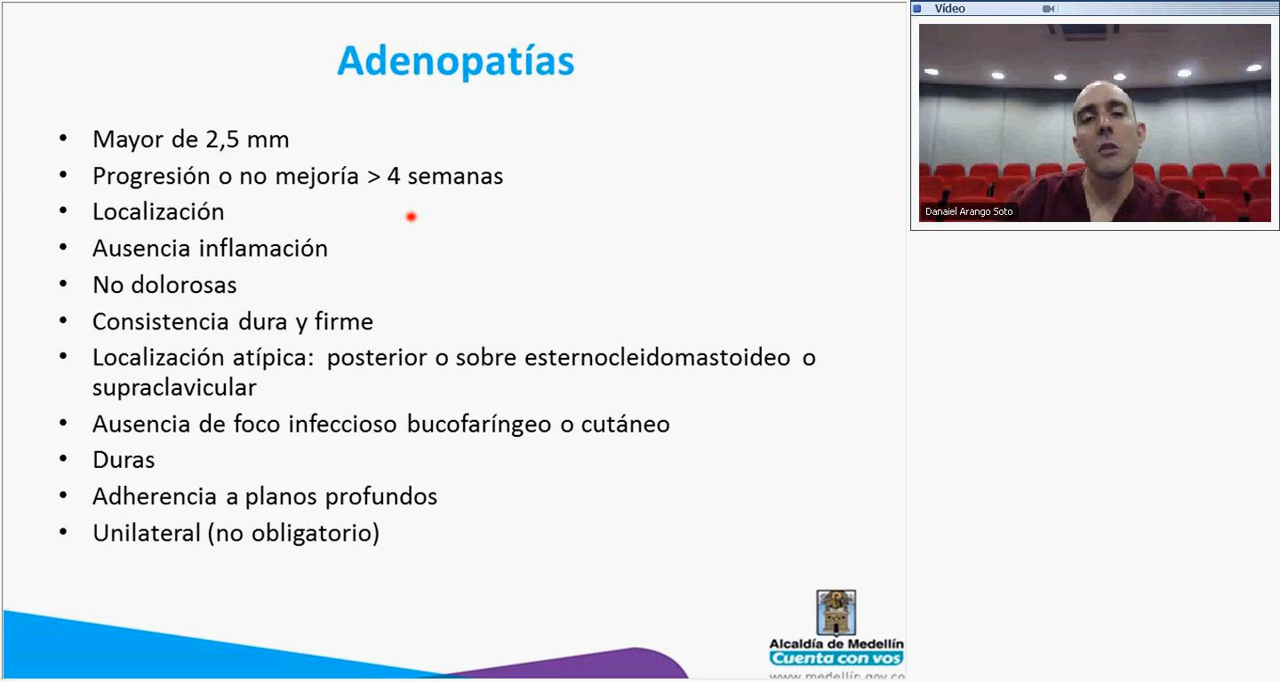 Adenopatías
• Mayor de 2,5 mm
• Progresión o no mejoría > 4 semanas
• Localización
• Ausencia inflamación
• No dolorosas
• Consistencia dura y firme
• Localización atípica: posterior o sobre esternocleidomastoideo o
supraclavicular
• Ausencia de foco infeccioso bucofaríngeo o cutáneo
• Duras
• Adherencia a planos profundos
• Unilateral (no obligatorio)
Alcaldía de Medellín
Cuenta con vos
www.medellin.gov.co
Vídeo
Danaiel Arango Soto